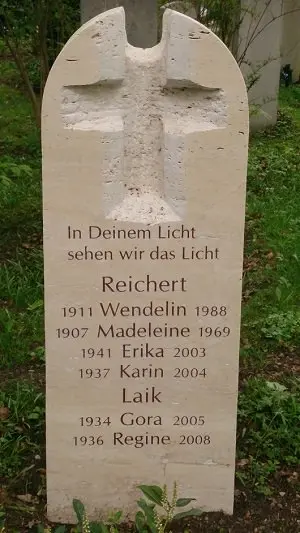 In Deinem Licht
sehen wir das Licht
Reichert
1911 Wendelin 1988
1907 Madeleine 1969
1941 Erika 2003
1937 Karin 2004
Laik
1934 Gora 2005
1936 Regine 2008